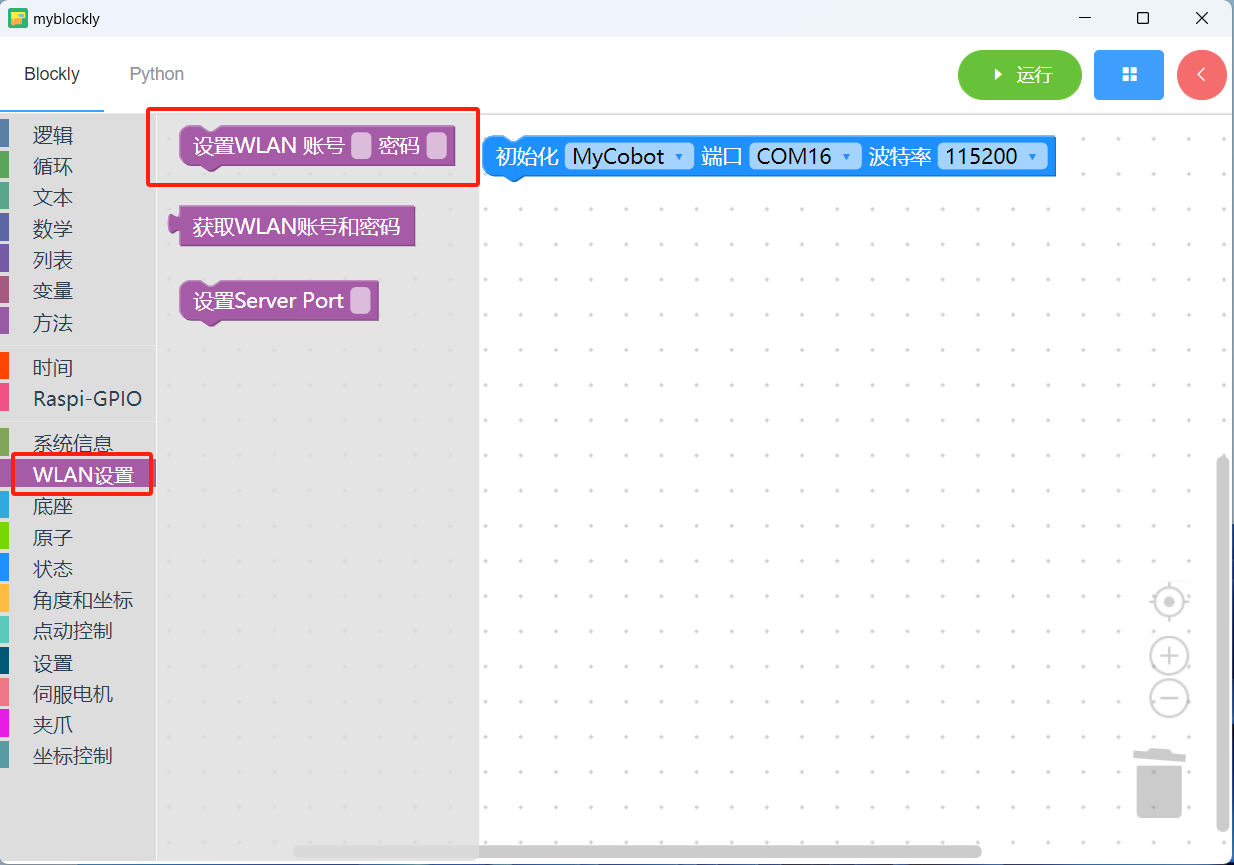 myblockly
Blockly
Python
运行
逻辑
循环
文本
数学
列表
变量
方法
时间
Raspi-GPIO
系统信息
WLAN设置
底座
原子
状态
角度和坐标
点动控制
设置
伺服电机
夹爪
坐标控制
设置WLAN 账号 密码
获取WLAN账号和密码
设置Server Port
初始化 MyCobot 端口 COM16 波特率 115200